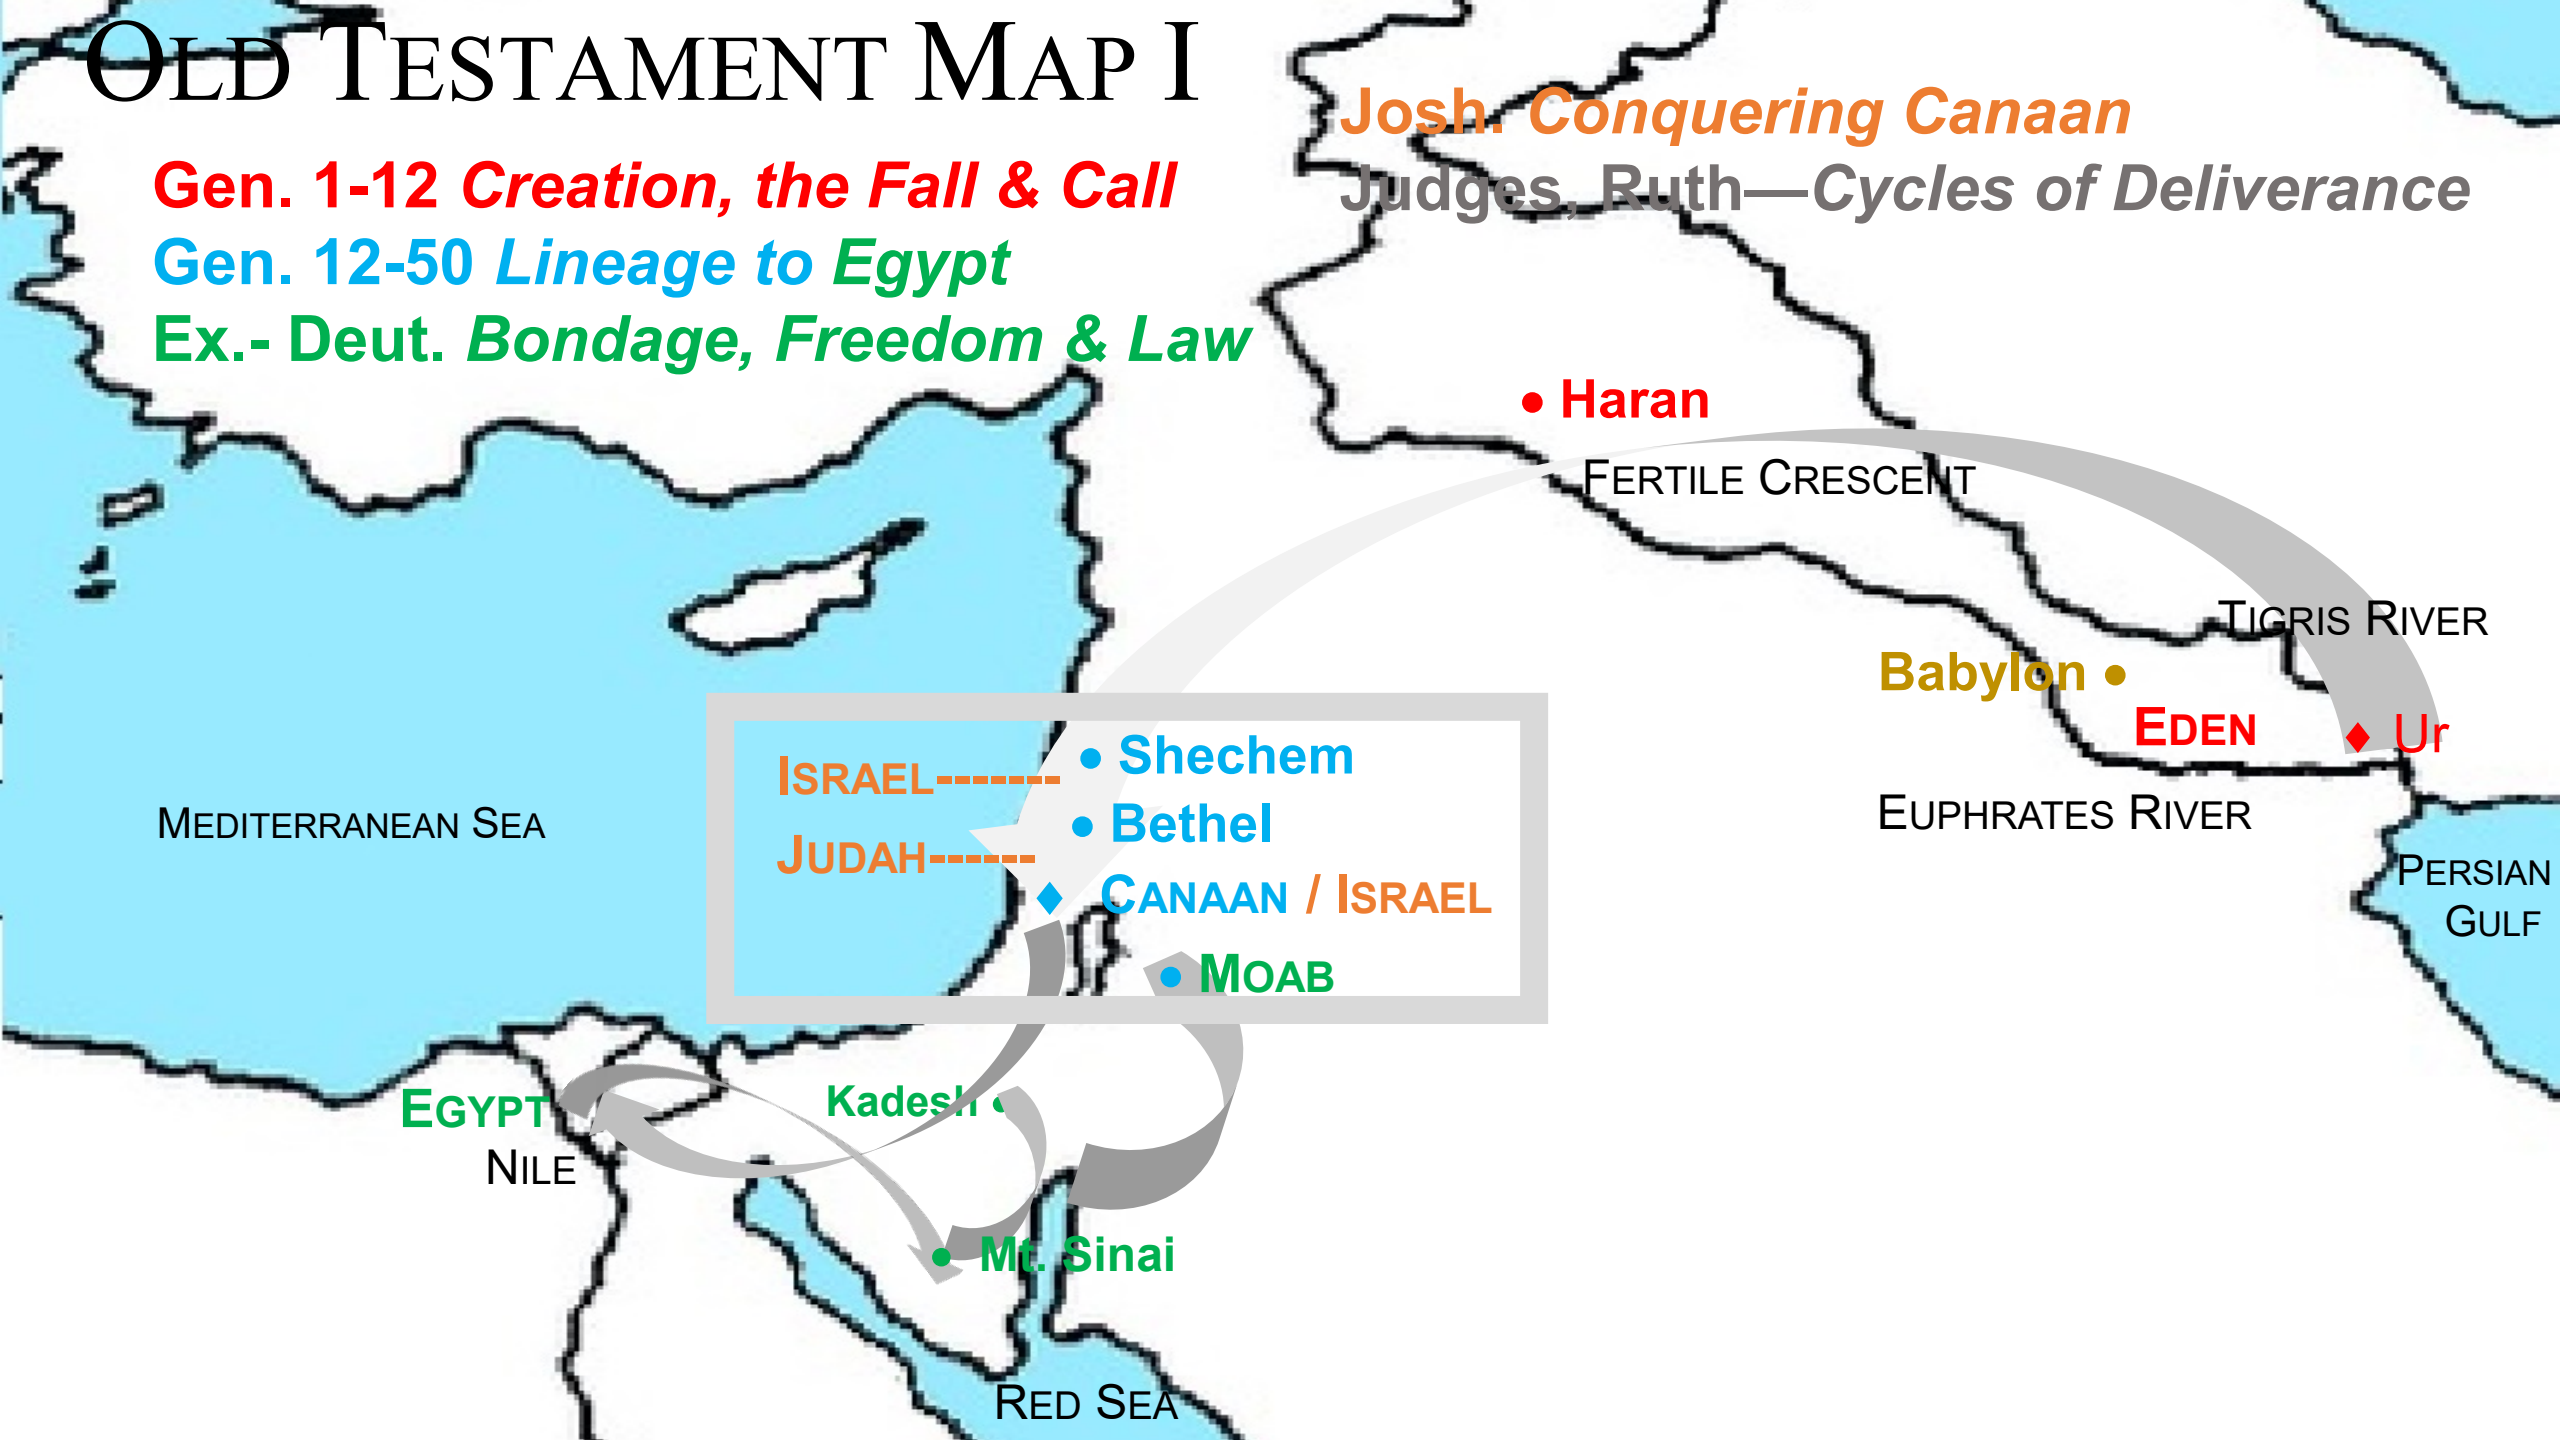 OLD TESTAMENT MAP I
Gen. 1-12 Creation, the Fall & Call
Gen. 12-50 Lineage to Egypt
Ex.- Deut. Bondage, Freedom & Law
Josh. Conquering Canaan
Judges, Ruth—Cycles of Deliverance
• Haran
FERTILE CRESCENT
TIGRIS RIVER
Babylon •
EDEN
♦ Ur
EUPHRATES RIVER
PERSIAN
GULF
MEDITERRANEAN SEA
ISRAEL-------
JUDAH------
• Shechem
• Bethel
♦ CANAAN / ISRAEL
• MOAB
EGYPT
NILE
Kadesh •
• Mt. Sinai
RED SEA